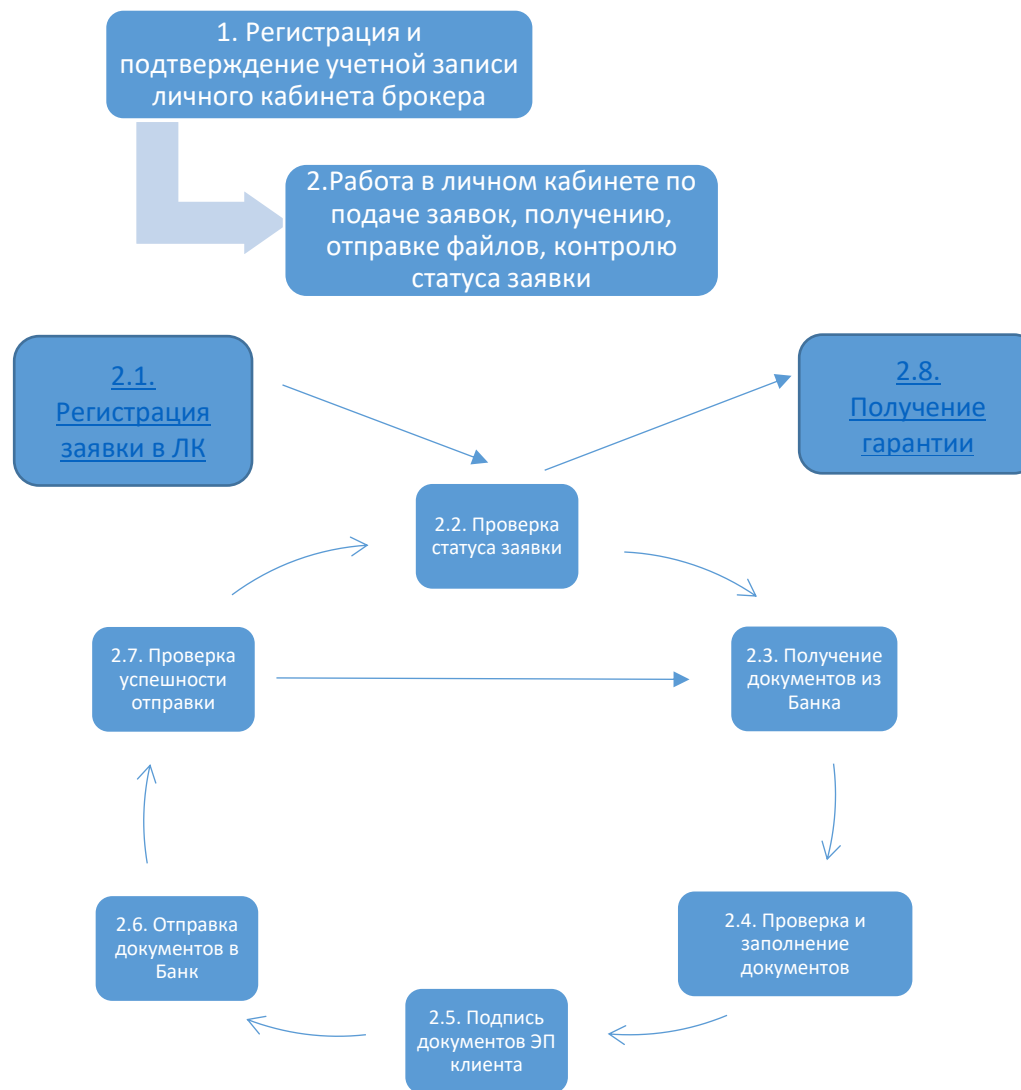 1. Регистрация и
подтверждение учетной записи
личного кабинета брокера
2.Работа в личном кабинете по
подаче заявок, получению,
отправке файлов, контролю
статуса заявки
2.1.
Регистрация
заявки в ЛК
2.8.
Получение
гарантии
2.2. Проверка
статуса заявки
2.7. Проверка
успешности
отправки
2.3. Получение
документов из
Банка
2.6. Отправка
документов в
Банк
2.4. Проверка и
заполнение
документов
2.5. Подпись
документов ЭП
клиента